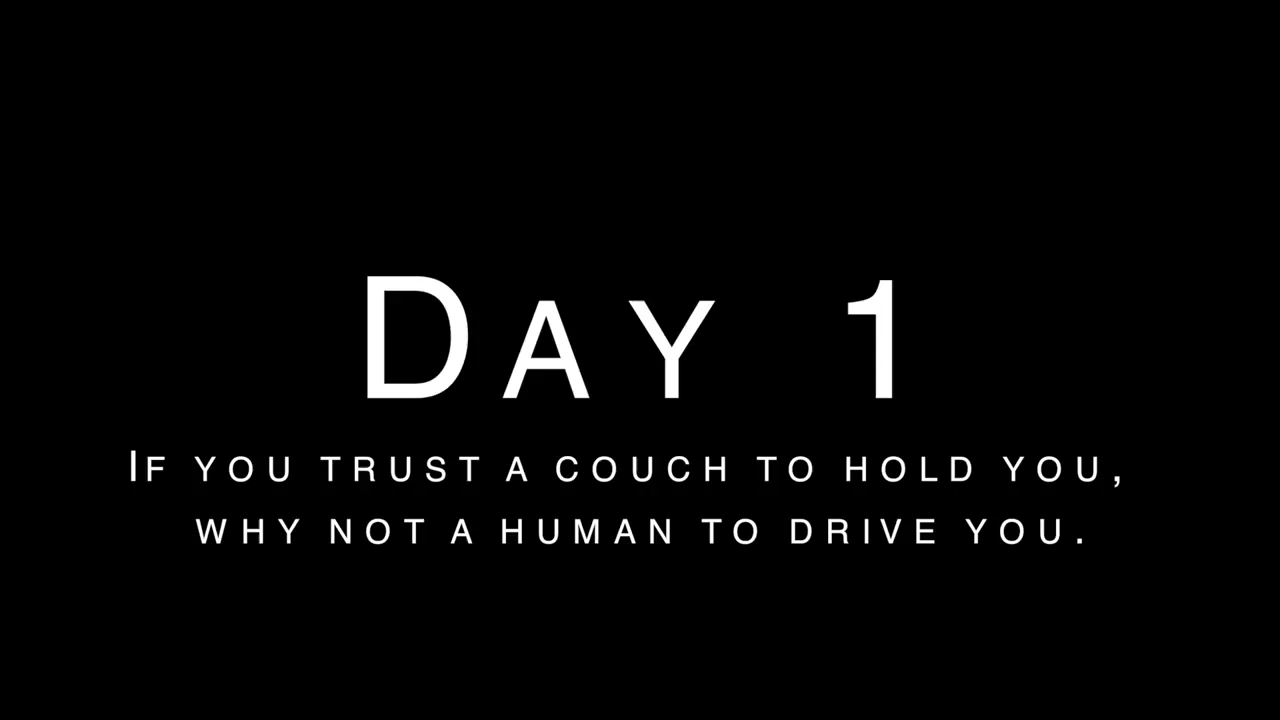 DAY 1
IF YOU TRUST A COUCH TO HOLD YOU,
WHY NOT A HUMAN TO DRIVE YOU.